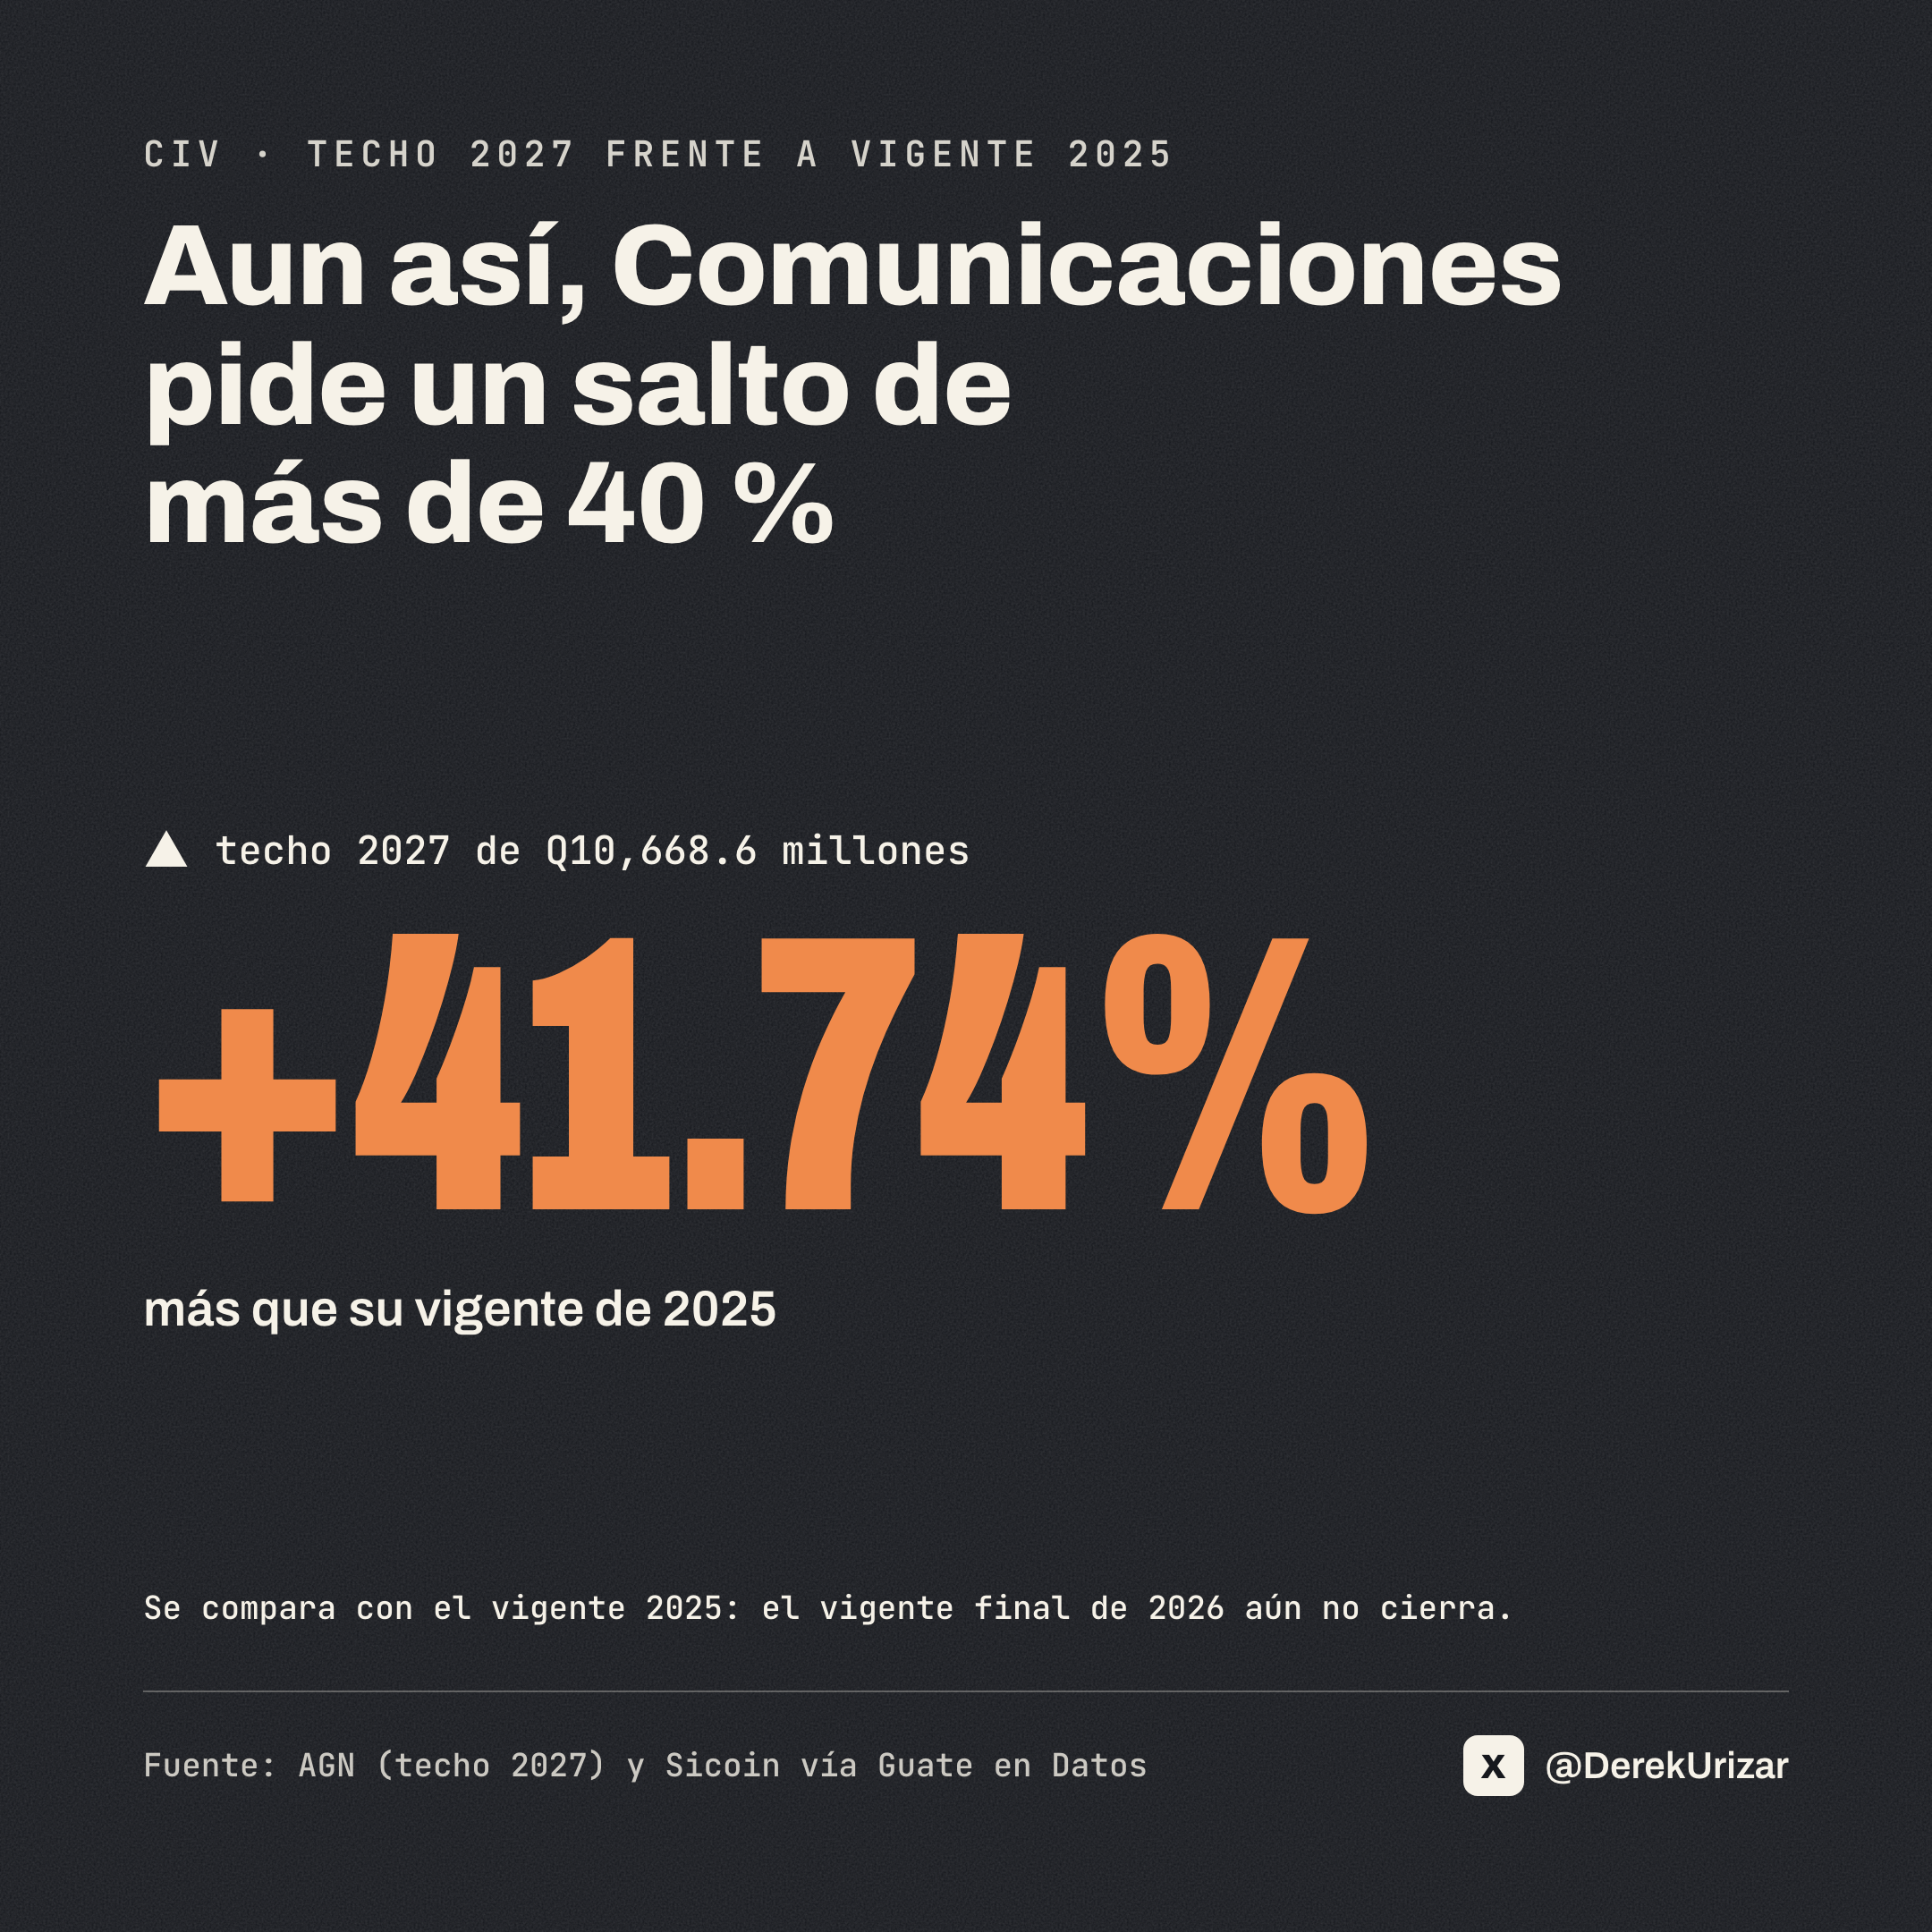 CIV · TECHO 2027 FRENTE A VIGENTE 2025
Aun así, Comunicaciones
pide un salto de
más de 40 %
techo 2027 de Q10,668.6 millones
+41.74%
más que su vigente de 2025
Se compara con el vigente 2025: el vigente final de 2026 aún no cierra.
Fuente: AGN (techo 2027) y Sicoin vía Guate en Datos
X @DerekUrizar